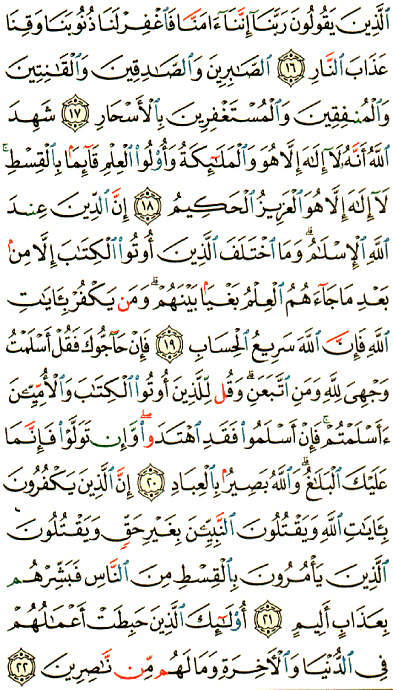 ٱلَّذِينَ يَقُولُونَ رَبَّنَآ إِنَّنَآ ءَامَنَّا فَٱغْفِرْ لَنَا ذُنُوبَنَا وَقِنَا
عَذَابَ ٱلنَّارِ ١٦ ٱلصَّٰبِرِينَ وَٱلصَّٰدِقِينَ وَٱلْقَٰنِتِينَ
وَٱلْمُنفِقِينَ وَٱلْمُسْتَغْفِرِينَ بِٱلْأَسْحَارِ ١٧ شَهِدَ
ٱللَّهُ أَنَّهُۥ لَآ إِلَٰهَ إِلَّا هُوَ وَٱلْمَلَٰٓئِكَةُ وَأُو۟لُوا۟ ٱلْعِلْمِ قَآئِمَۢا بِٱلْقِسْطِ ۚ
لَآ إِلَٰهَ إِلَّا هُوَ ٱلْعَزِيزُ ٱلْحَكِيمُ ١٨ إِنَّ ٱلدِّينَ عِندَ
ٱللَّهِ ٱلْإِسْلَٰمُ ۗ وَمَا ٱخْتَلَفَ ٱلَّذِينَ أُوتُوا۟ ٱلْكِتَٰبَ إِلَّا مِنۢ
بَعْدِ مَا جَآءَهُمُ ٱلْعِلْمُ بَغْيَۢا بَيْنَهُمْ ۗ وَمَن يَكْفُرْ بِـَٔايَٰتِ
ٱللَّهِ فَإِنَّ ٱللَّهَ سَرِيعُ ٱلْحِسَابِ ١٩ فَإِنْ حَآجُّوكَ فَقُلْ أَسْلَمْتُ
وَجْهِىَ لِلَّهِ وَمَنِ ٱتَّبَعَنِ ۗ وَقُل لِّلَّذِينَ أُوتُوا۟ ٱلْكِتَٰبَ وَٱلْأُمِّيِّـۧنَ
ءَأَسْلَمْتُمْ ۚ فَإِنْ أَسْلَمُوا۟ فَقَدِ ٱهْتَدَوا۟ ۖ وَّإِن تَوَلَّوْا۟ فَإِنَّمَا
عَلَيْكَ ٱلْبَلَٰغُ ۗ وَٱللَّهُ بَصِيرٌۢ بِٱلْعِبَادِ ٢٠ إِنَّ ٱلَّذِينَ يَكْفُرُونَ
بِـَٔايَٰتِ ٱللَّهِ وَيَقْتُلُونَ ٱلنَّبِيِّـۧنَ بِغَيْرِ حَقٍّ وَيَقْتُلُونَ
ٱلَّذِينَ يَأْمُرُونَ بِٱلْقِسْطِ مِنَ ٱلنَّاسِ فَبَشِّرْهُم
بِعَذَابٍ أَلِيمٍ ٢١ أُو۟لَٰٓئِكَ ٱلَّذِينَ حَبِطَتْ أَعْمَٰلُهُمْ
فِى ٱلدُّنْيَا وَٱلْـَٔاخِرَةِ وَمَا لَهُم مِّن نَّٰصِرِينَ ٢٢